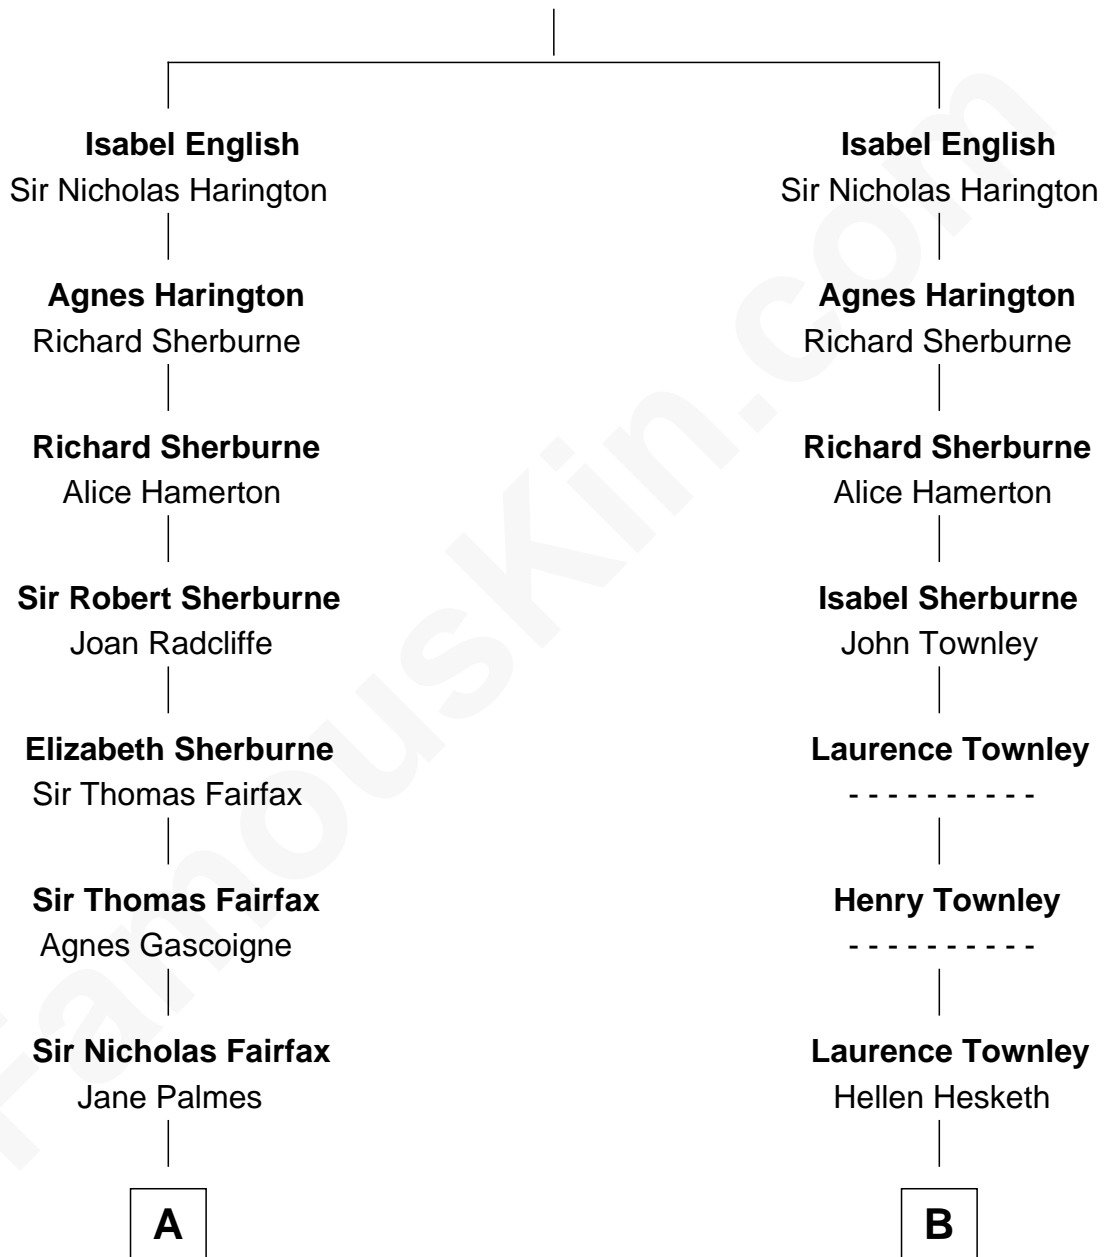 Isabel English
Sir Nicholas Harington
Agnes Harington
Richard Sherburne
Richard Sherburne
Alice Hamerton
Sir Robert Sherburne
Joan Radcliffe
Elizabeth Sherburne
Sir Thomas Fairfax
Sir Thomas Fairfax
Agnes Gascoigne
Sir Nicholas Fairfax
Jane Palmes
A
Isabel English
Sir Nicholas Harington
Agnes Harington
Richard Sherburne
Richard Sherburne
Alice Hamerton
Isabel Sherburne
John Townley
Laurence Townley
- - - - - - - - - -
Henry Townley
- - - - - - - - - -
Laurence Townley
Hellen Hesketh
B
FamousKin.com